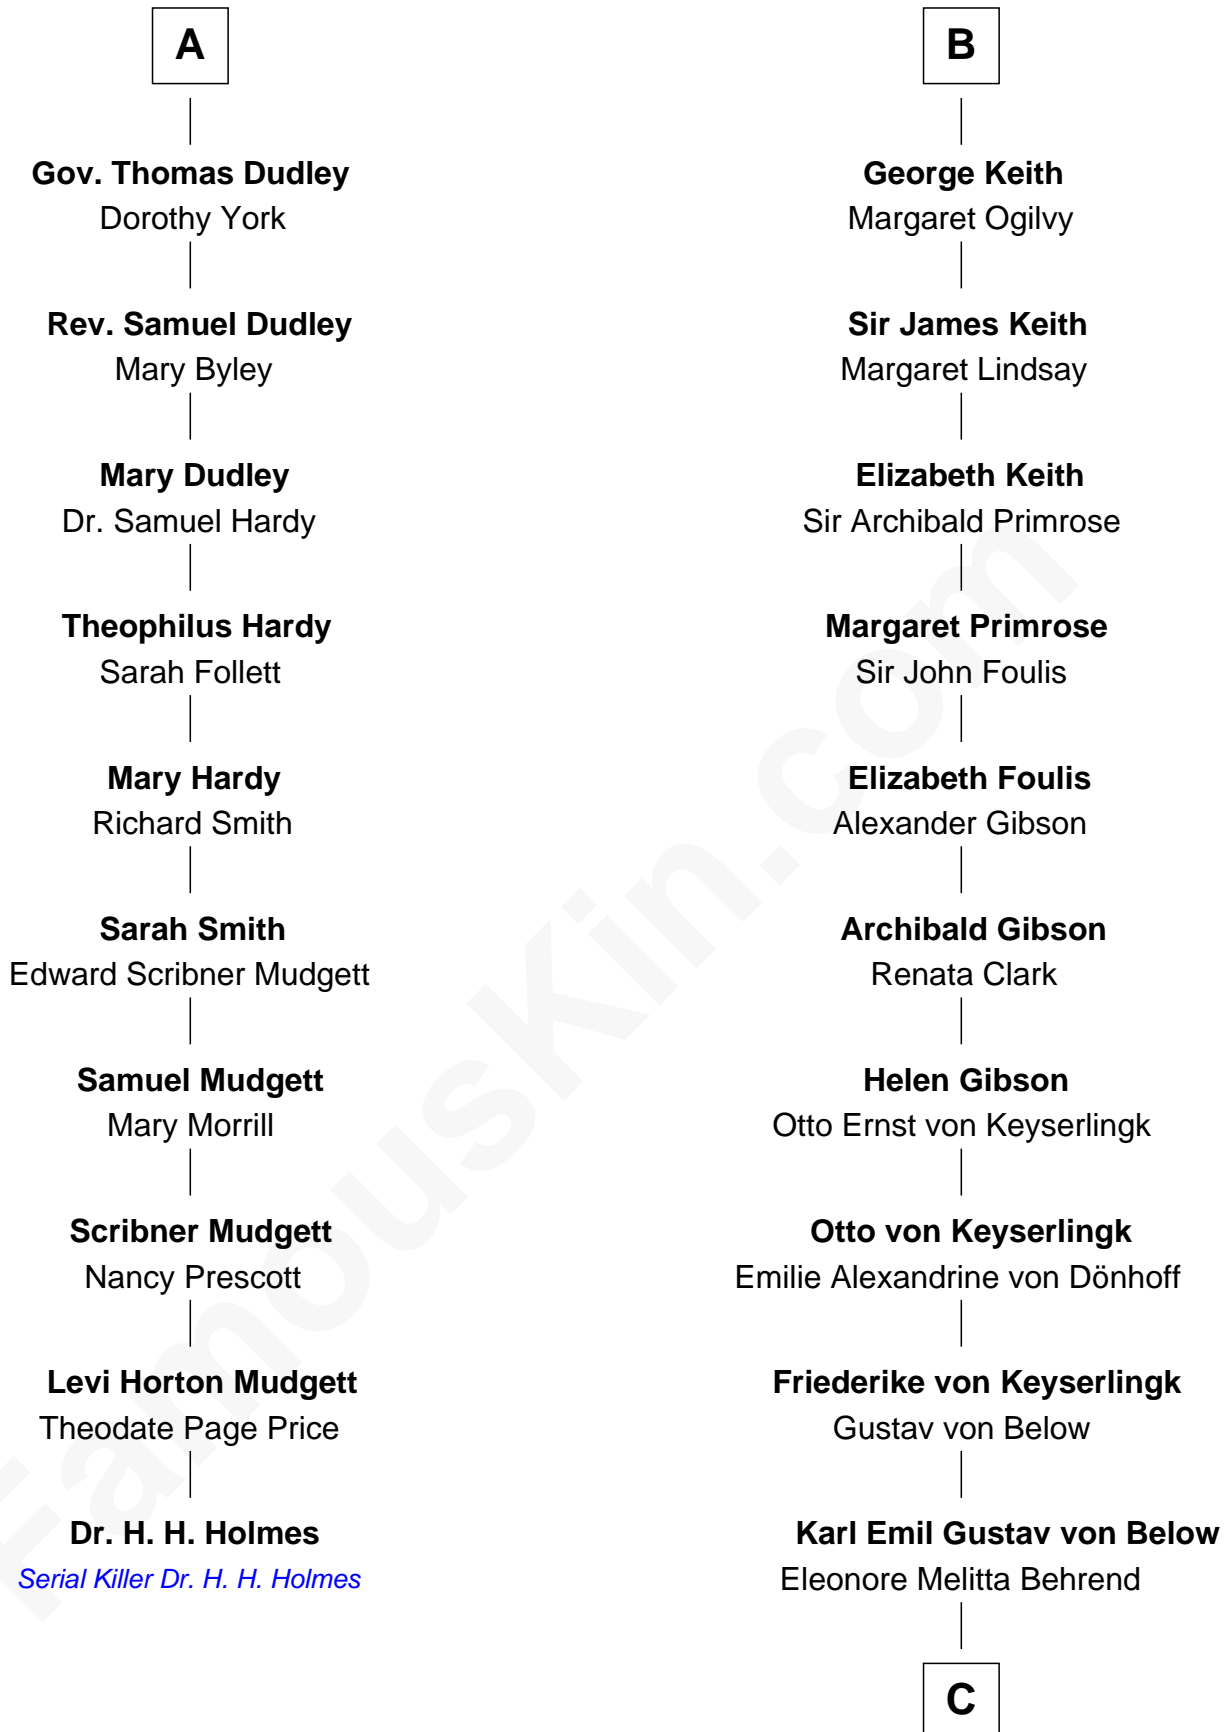 A
Gov. Thomas Dudley
Dorothy York
Rev. Samuel Dudley
Mary Byley
Mary Dudley
Dr. Samuel Hardy
Theophilus Hardy
Sarah Follett
Mary Hardy
Richard Smith
Sarah Smith
Edward Scribner Mudgett
Samuel Mudgett
Mary Morrill
Scribner Mudgett
Nancy Prescott
Levi Horton Mudgett
Theodate Page Price
Dr. H. H. Holmes
Serial Killer Dr. H. H. Holmes
B
George Keith
Margaret Ogilvy
Sir James Keith
Margaret Lindsay
Elizabeth Keith
Sir Archibald Primrose
Margaret Primrose
Sir John Foulis
Elizabeth Foulis
Alexander Gibson
Archibald Gibson
Renata Clark
Helen Gibson
Otto Ernst von Keyserlingk
Otto von Keyserlingk
Emilie Alexandrine von Dönhoff
Friederike von Keyserlingk
Gustav von Below
Karl Emil Gustav von Below
Eleonore Melitta Behrend
C
FamousKin.com